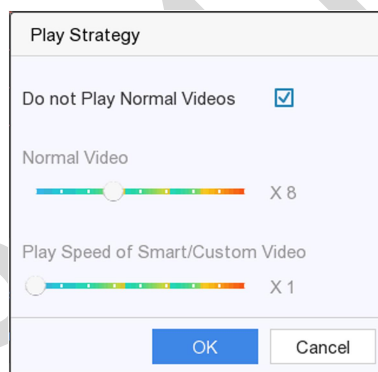 Play Strategy
Do not Play Normal Videos
Normal Video
X 8
Play Speed of Smart/Custom Video
X 1
OK Cancel